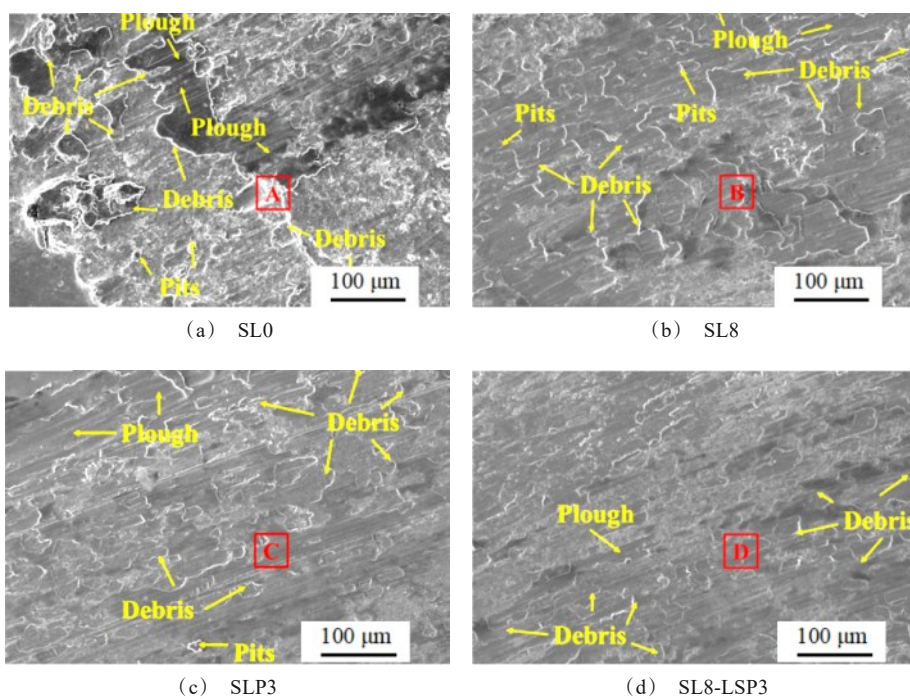 Plough
Debris
Plough
A
Debris
Debris
Pits
100 μm
(a) SL0
Plough
Debris
Pits
Pits
Debris
B
100 μm
(b) SL8
Plough
Debris
C
Debris
Pits
100 μm
(c) SLP3
Plough
Debris
D
Debris
100 μm
(d) SL8-LSP3